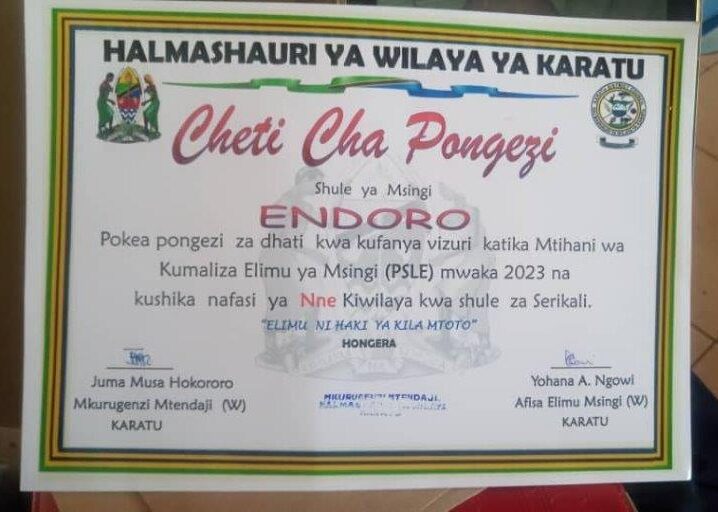 HALMASHAURI YA WILAYA YA KARATU
Cheti Cha Pongezi
Shule ya Msingi
ENDORO
Pokea pongezi za dhati kwa kufanya vizuri katika Mtihani wa
Kumaliza Elimu ya Msingi (PSLE) mwaka 2023 na
kushika nafasi ya Nne Kiwilaya kwa shule za Serikali.
"ELIMU NI HAKI YA KILA MTOTO"
HONGERA
Juma Musa Hokororo
Mkurugenzi Mtendaji (W)
KARATU
MKURUGENZI MTENDAJI,
Yohana A. Ngowi
Afisa Elimu Msingi (W)
KARATU